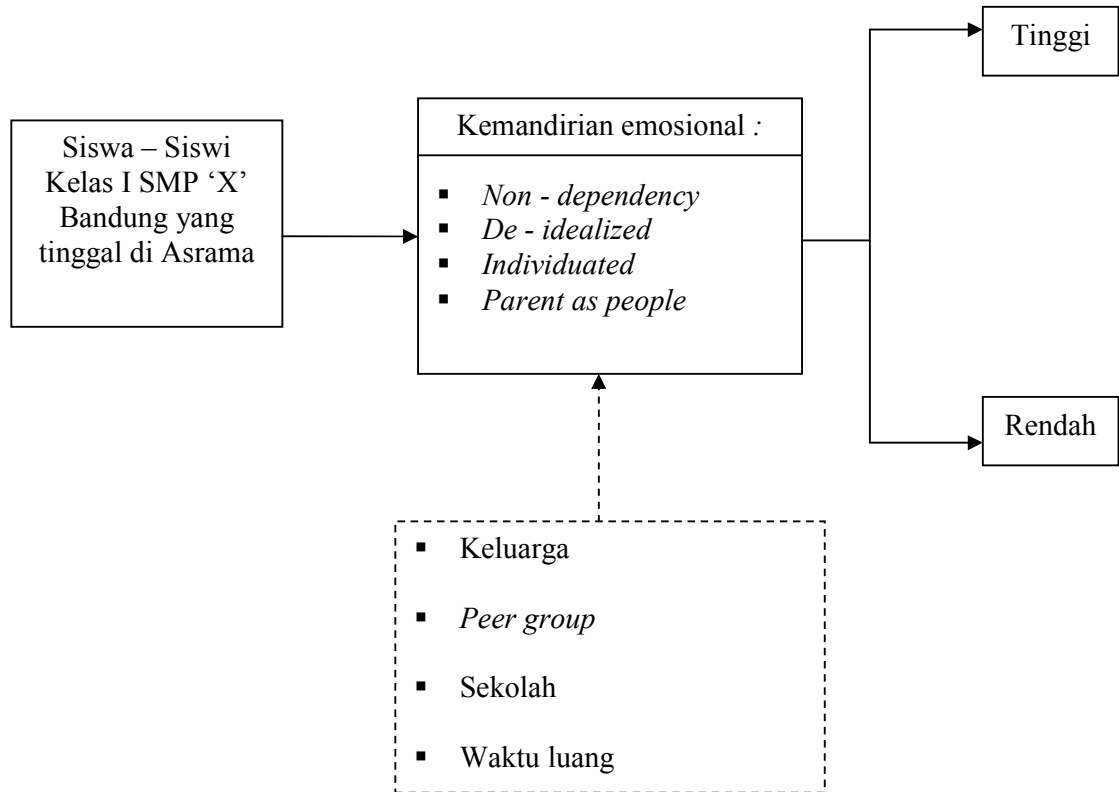 Siswa – Siswi
Kelas I SMP ‘X’
Bandung yang
tinggal di Asrama
Kemandirian emosional :
▪ Non - dependency
▪ De - idealized
▪ Individuated
▪ Parent as people
Tinggi
Rendah
▪ Keluarga
▪ Peer group
▪ Sekolah
▪ Waktu luang